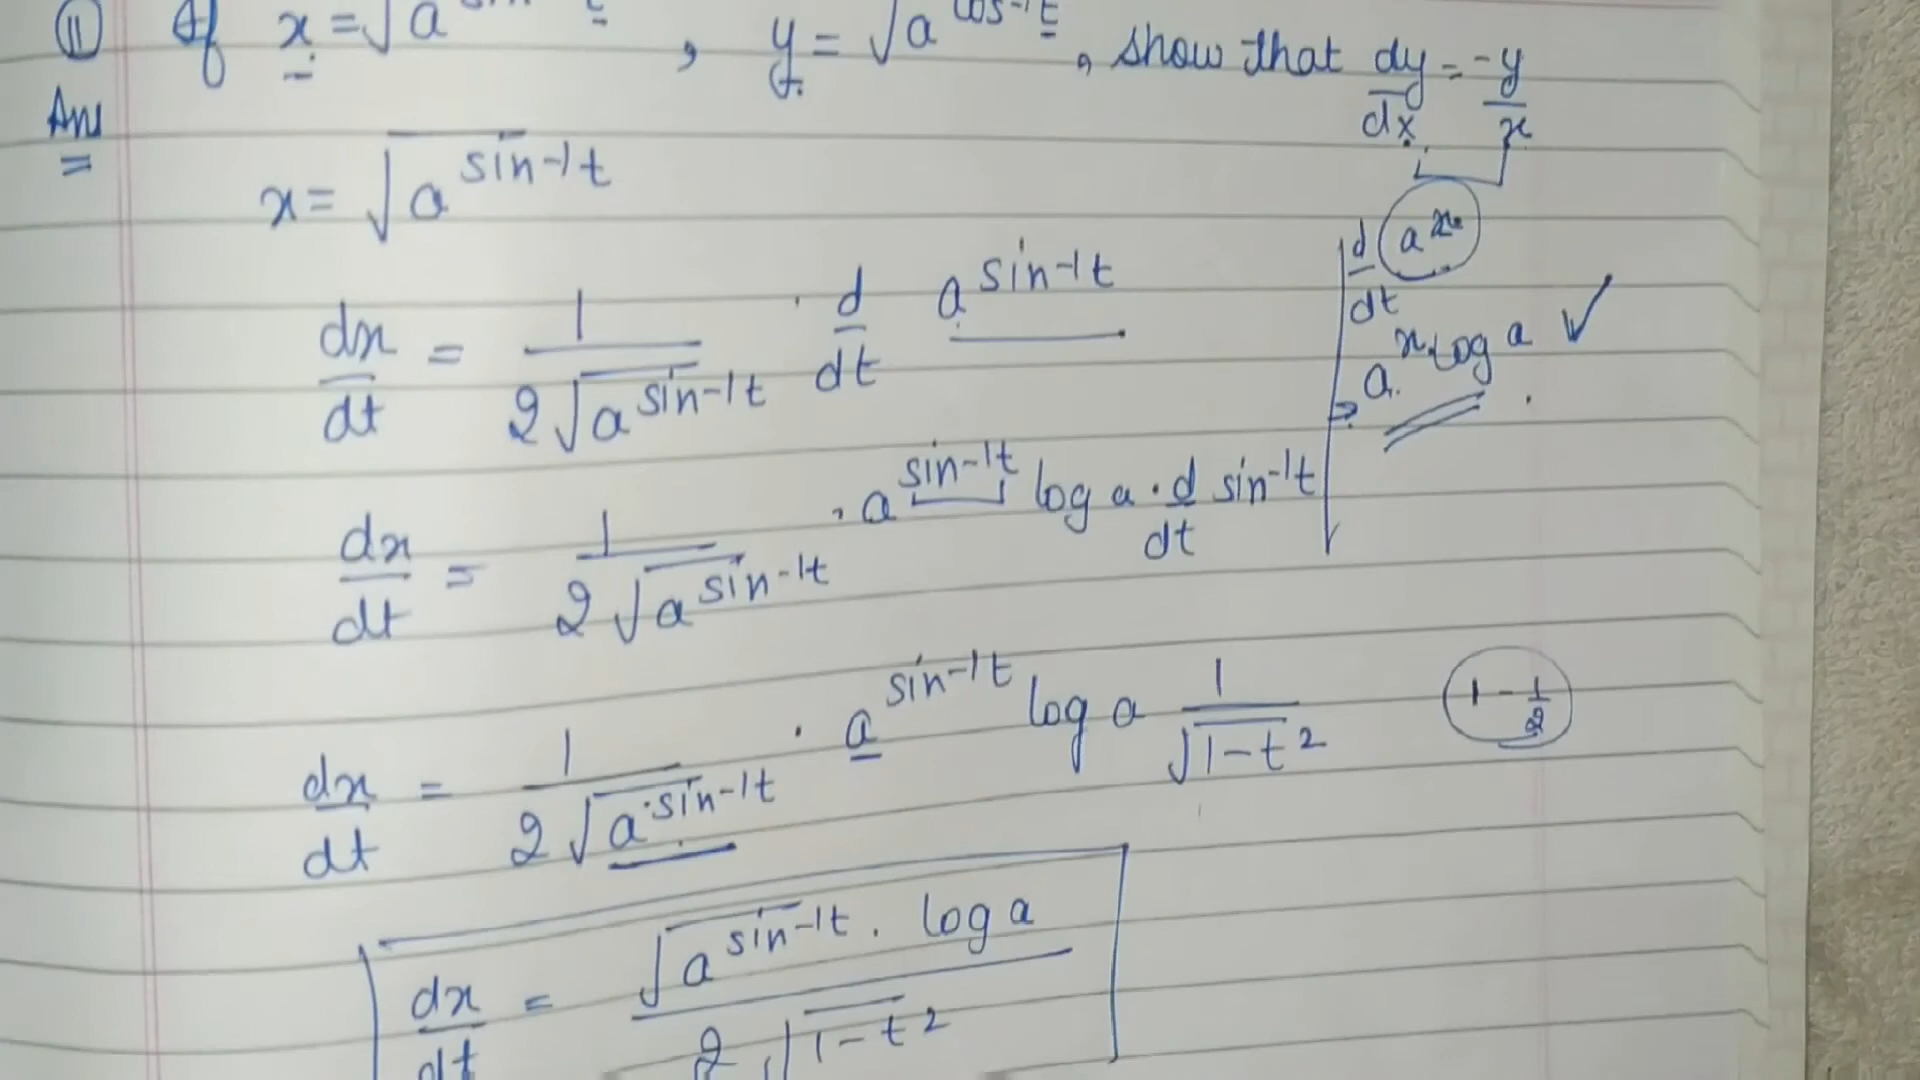 ⑪ If x = √a , y = √a^cos-1t, show that dy/dx = -y/x
Ans
x = √a^sin-1t
dx/dt = 1/2√a^sin-1t . d/dt a^sin-1t
d/dt a^x
⇒ a^x. log a ✓
dx/dt = 1/2√a^sin-1t . a^sin-1t log a . d/dt sin-1t
dx/dt = 1/2√a^sin-1t . a^sin-1t log a 1/√1-t²
1 - 1/2
dx/dt = √a^sin-1t . log a/2√1-t²